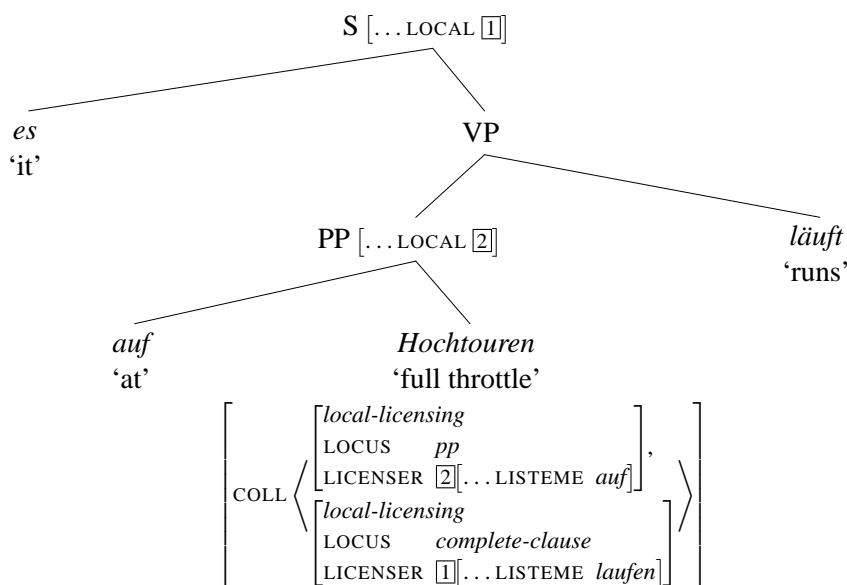 S [...LOCAL 1]
es
‘it’
VP
PP [...LOCAL 2]
läuft
‘runs’
auf
‘at’
Hochtouren
‘full throttle’
local-licensing
LOCUS pp
LICENSER 2[...LISTEME auf]
,
COLL
local-licensing
LOCUS complete-clause
LICENSER 1[...LISTEME laufen]